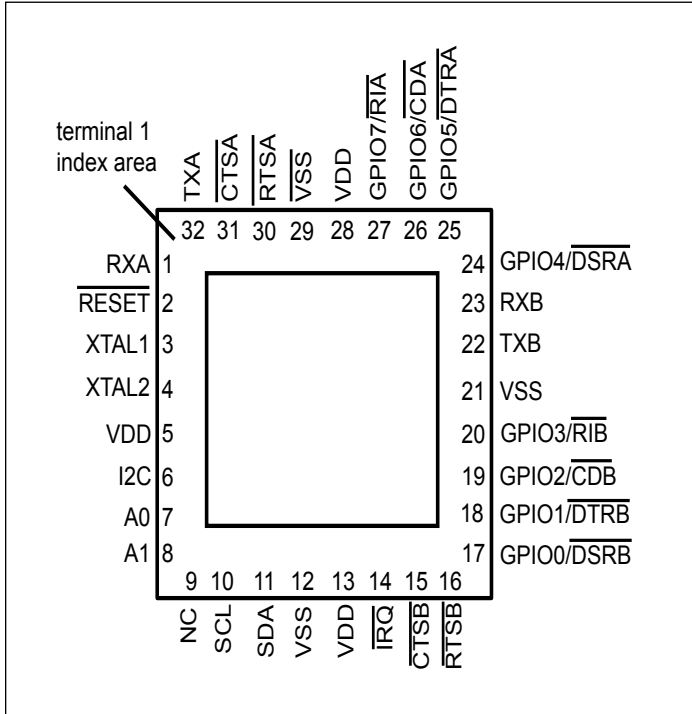 terminal 1
index area
TXA
CTSA
RTSA
VSS
VDD
GPIO7/RIA
GPIO6/CDA
GPIO5/DTRA
32 31 30 29 28 27 26 25
RXA 1
RESET 2
XTAL1 3
XTAL2 4
VDD 5
I2C 6
A0 7
A1 8
24 GPIO4/DSRA
23 RXB
22 TXB
21 VSS
20 GPIO3/RIB
19 GPIO2/CDB
18 GPIO1/DTRB
17 GPIO0/DSRB
9 10 11 12 13 14 15 16
NC
SCL
SDA
VSS
VDD
IRQ
CTSB
RTSB